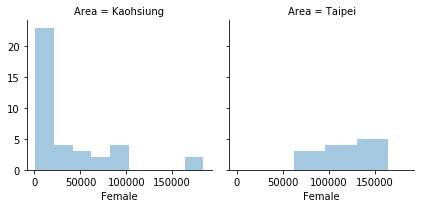 Area = Kaohsiung
Area = Taipei
20
15
10
5
0
0 50000 100000 150000
0 50000 100000 150000
Female
Female